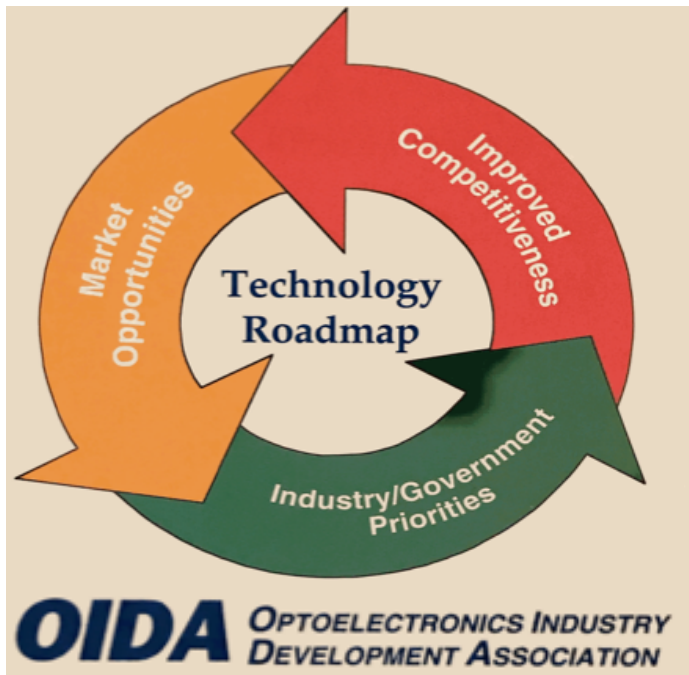 Improved
Competitiveness
Market
Opportunities
Technology
Roadmap
Industry/Government
Priorities
OIDA OPTOELECTRONICS INDUSTRY
DEVELOPMENT ASSOCIATION